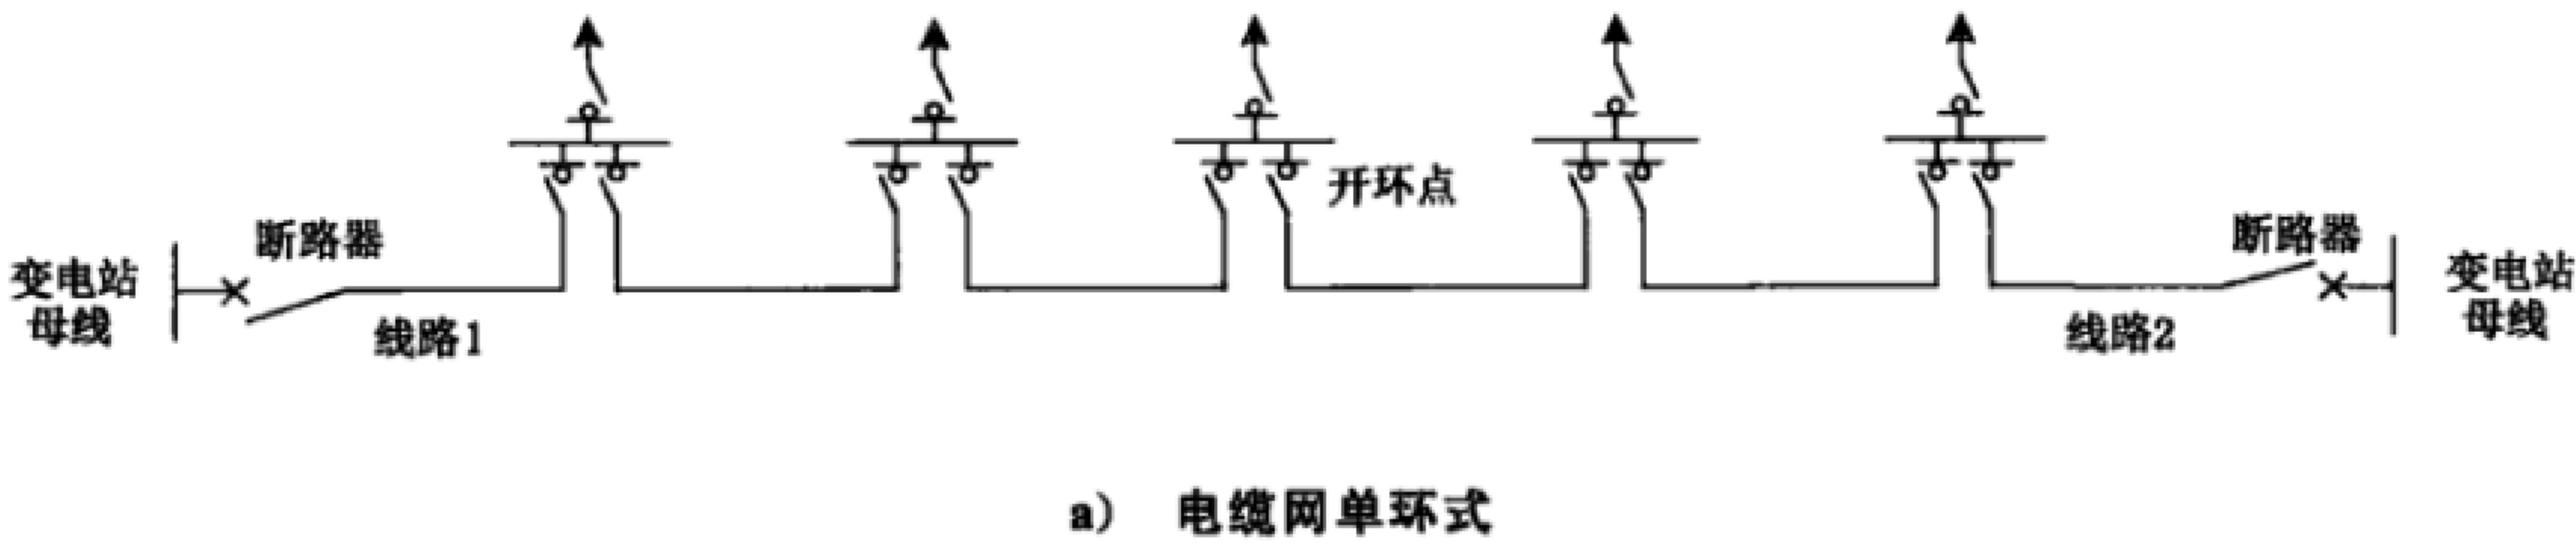 开环点
断路器
断路器
变电站
母线
变电站
母线
线路1
线路2
a) 电缆网单环式